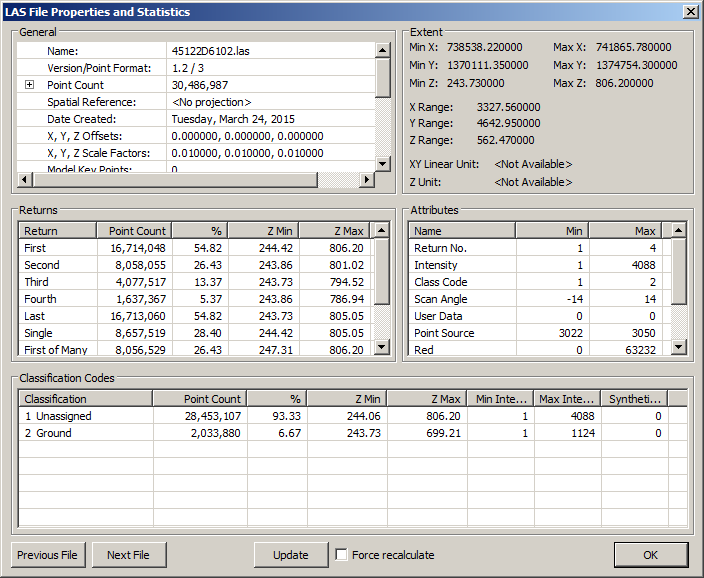 LAS File Properties and Statistics
General
Name: 45122D6102.las
Version/Point Format: 1.2 / 3
Point Count 30,486,987
Spatial Reference: <No projection>
Date Created: Tuesday, March 24, 2015
X, Y, Z Offsets: 0.000000, 0.000000, 0.000000
X, Y, Z Scale Factors: 0.010000, 0.010000, 0.010000
Model Key Points: 0
Extent
Min X: 738538.220000 Max X: 741865.780000
Min Y: 1370111.350000 Max Y: 1374754.300000
Min Z: 243.730000 Max Z: 806.200000
X Range: 3327.560000
Y Range: 4642.950000
Z Range: 562.470000
XY Linear Unit: <Not Available>
Z Unit: <Not Available>
Returns
Return Point Count % Z Min Z Max
First 16,714,048 54.82 244.42 806.20
Second 8,058,055 26.43 243.86 801.02
Third 4,077,517 13.37 243.73 794.52
Fourth 1,637,367 5.37 243.86 786.94
Last 16,713,060 54.82 243.73 805.05
Single 8,657,519 28.40 244.42 805.05
First of Many 8,056,529 26.43 247.31 806.20
Attributes
Name Min Max
Return No. 1 4
Intensity 1 4088
Class Code 1 2
Scan Angle -14 14
User Data 0 0
Point Source 3022 3050
Red 0 63232
Classification Codes
Classification Point Count % Z Min Z Max Min Inte... Max Inte... Syntheti...
1 Unassigned 28,453,107 93.33 244.06 806.20 1 4088 0
2 Ground 2,033,880 6.67 243.73 699.21 1 1124 0
Previous File Next File Update Force recalculate OK